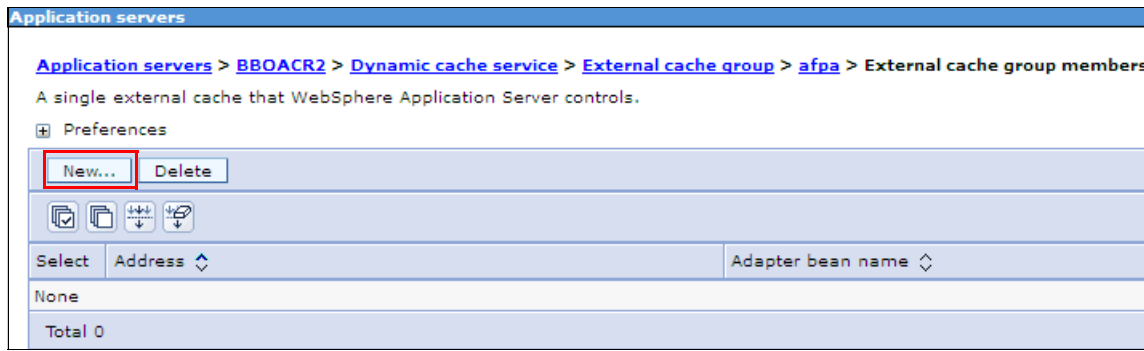 Application servers
Application servers > BBOACR2 > Dynamic cache service > External cache group > afpa > External cache group members
A single external cache that WebSphere Application Server controls.
Preferences
New... Delete
Select Address Adapter bean name
None
Total 0